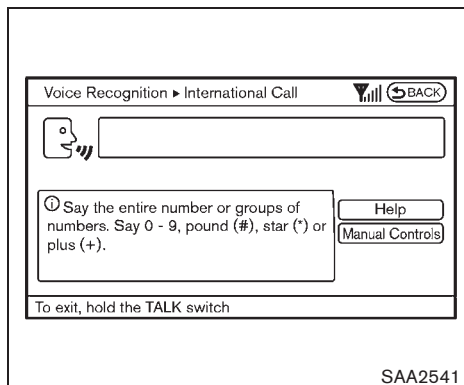 Voice Recognition ▸ International Call
BACK
ⓘ Say the entire number or groups of
numbers. Say 0 - 9, pound (#), star (*) or
plus (+).
Help
Manual Controls
To exit, hold the TALK switch
SAA2541